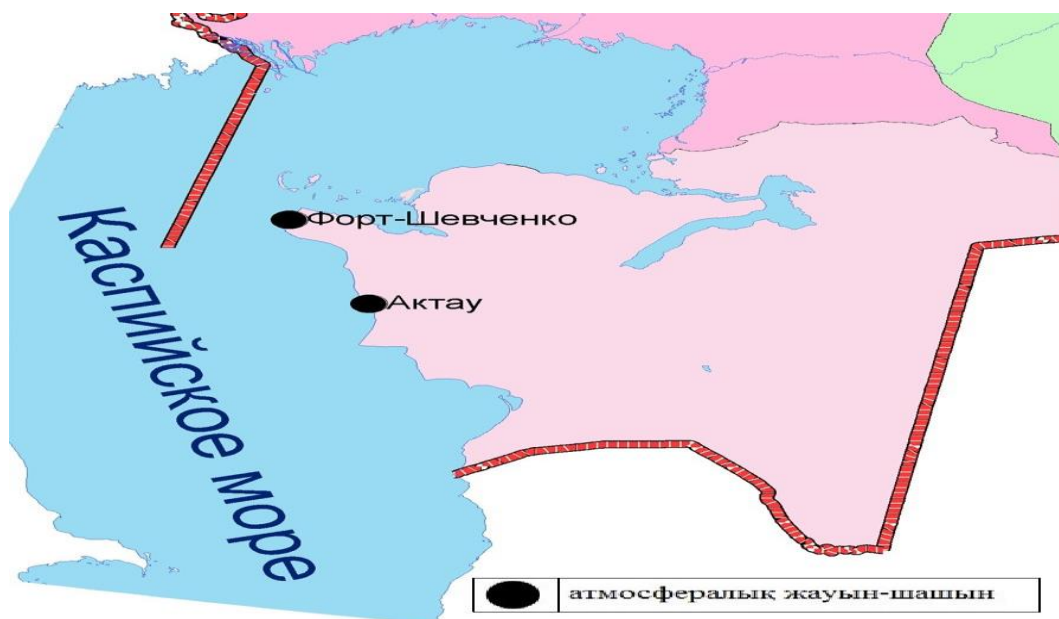 Форт-Шевченко
Актау
Каспийское море
атмосфералық жауын-шашын